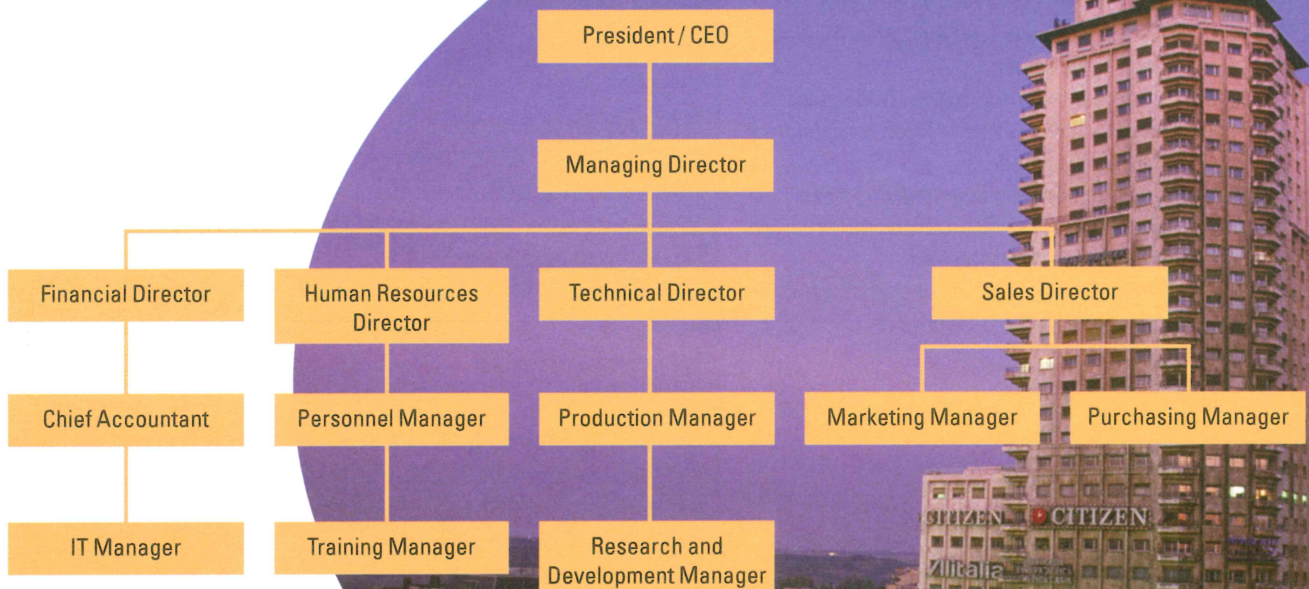 President / CEO
Managing Director
Financial Director
Human Resources
Director
Technical Director
Sales Director
Chief Accountant
Personnel Manager
Production Manager
Marketing Manager
Purchasing Manager
IT Manager
Training Manager
Research and
Development Manager
CITIZEN
CITIZEN
Alitalia